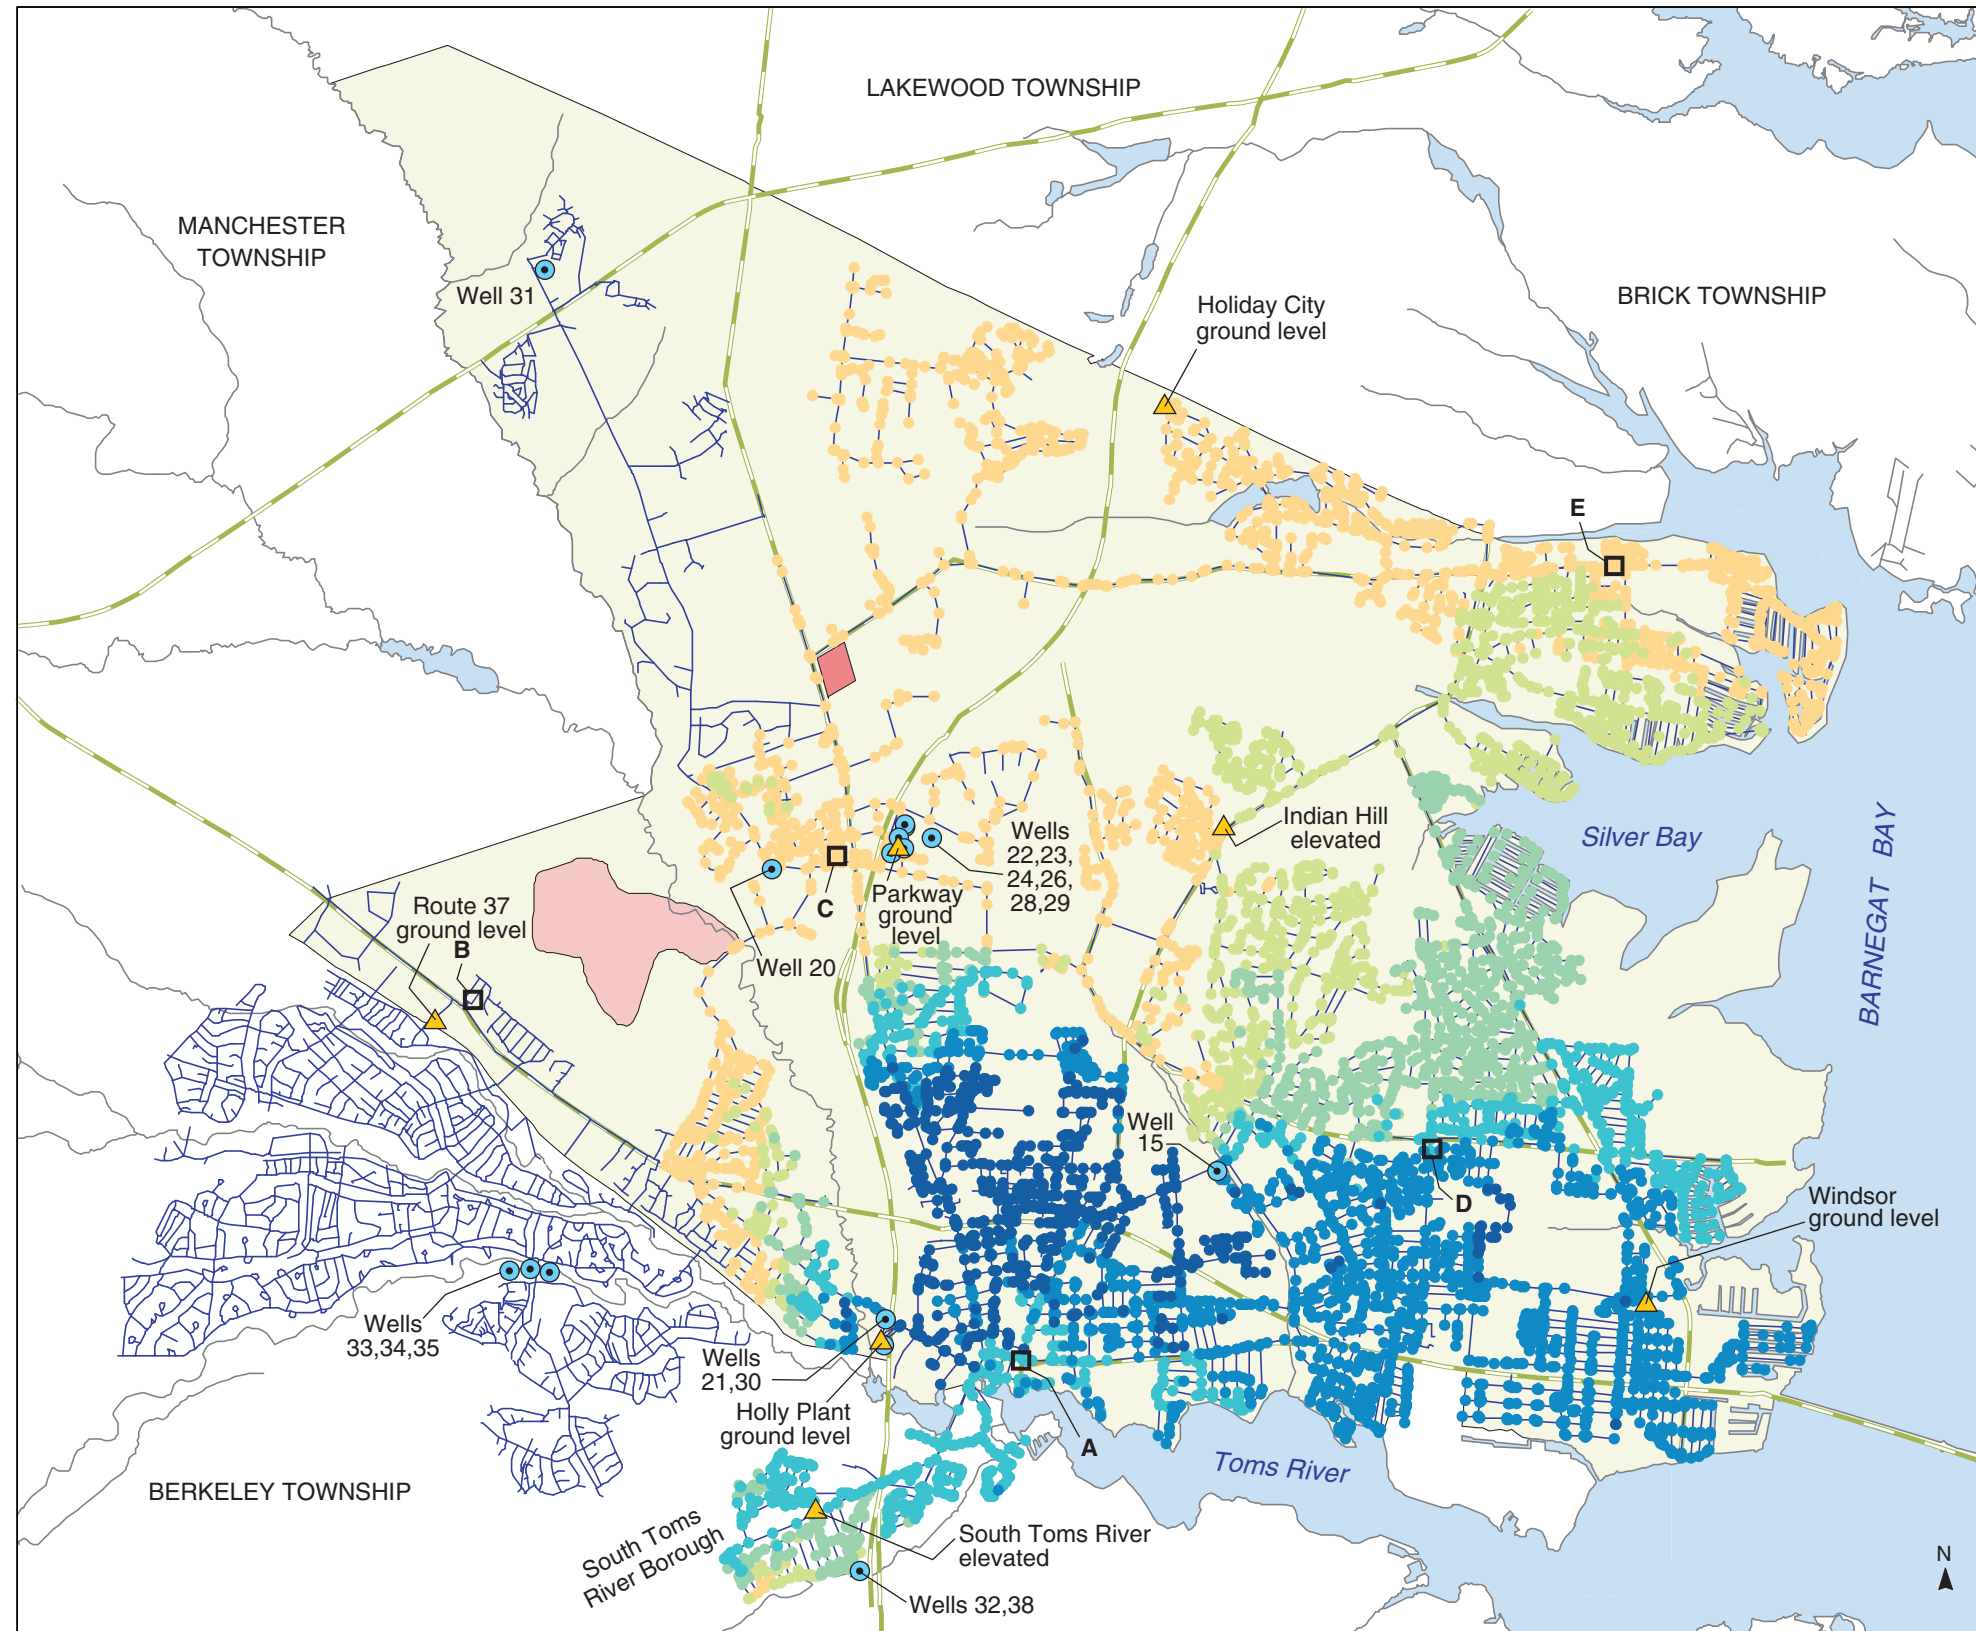 LAKEWOOD TOWNSHIP
MANCHESTER
TOWNSHIP
Well 31
BRICK TOWNSHIP
Holiday City
ground level
E
Indian Hill
elevated
Silver Bay
BARNEGAT BAY
Wells
22,23,
24,26,
28,29
Parkway
ground
level
C
Route 37
ground level
B
Well 20
Well
15
D
Windsor
ground level
Wells
33,34,35
Wells
21,30
Holly Plant
ground level
A
Toms River
BERKELEY TOWNSHIP
South Toms
River Borough
South Toms River
elevated
Wells 32,38
N